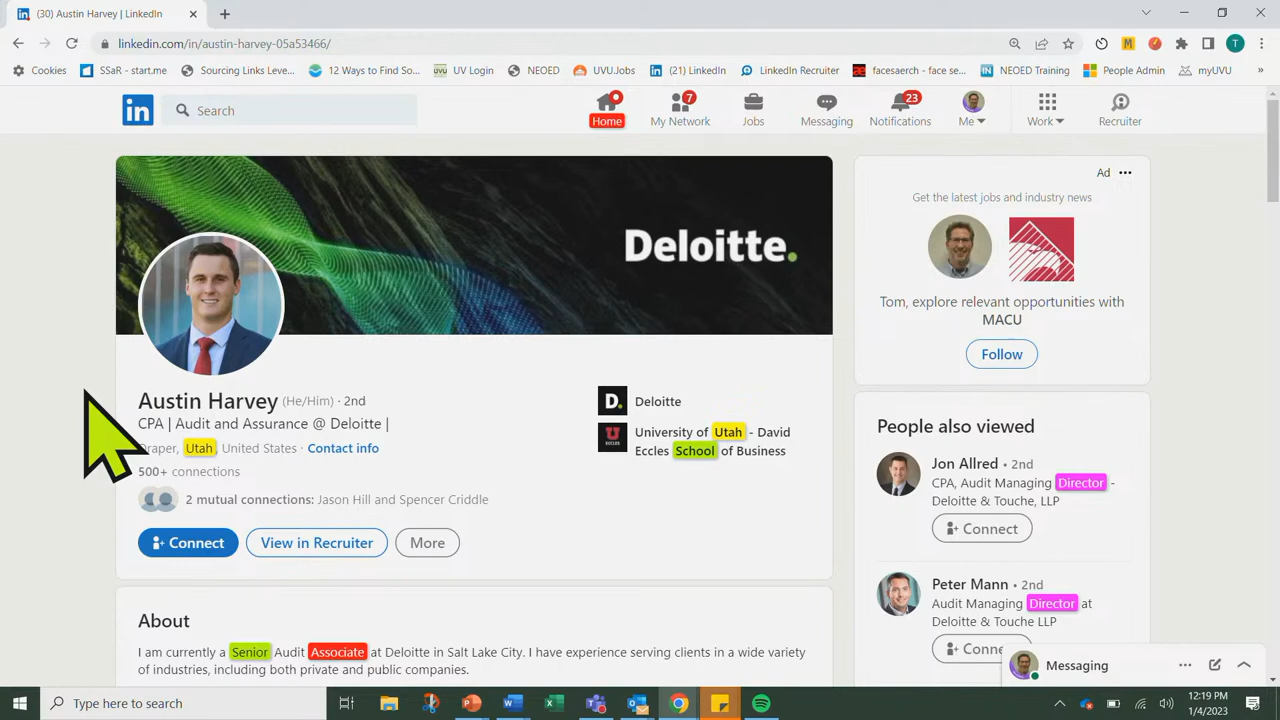 (30) Austin Harvey | LinkedIn
linkedin.com/in/austin-harvey-05a53466/
M
T
Cookies
SSaR - start.me
Sourcing Links Leve...
12 Ways to Find So...
UV Login
NEOED
UVU.Jobs
(21) LinkedIn
LinkedIn Recruiter
facesaerch - face se...
NEOED Training
People Admin
myUVU
»
in
Search
Home
7
My Network
Jobs
Messaging
23
Notifications
Me
Work
Recruiter
Deloitte.
Austin Harvey (He/Him) · 2nd
CPA | Audit and Assurance @ Deloitte |
Draper, Utah, United States · Contact info
500+ connections
2 mutual connections: Jason Hill and Spencer Criddle
Connect
View in Recruiter
More
D.
Deloitte
U
ECCLES
University of Utah - David
Eccles School of Business
About
I am currently a Senior Audit Associate at Deloitte in Salt Lake City. I have experience serving clients in a wide variety
of industries, including both private and public companies.
Ad
Get the latest jobs and industry news
Tom, explore relevant opportunities with
MACU
Follow
People also viewed
Jon Allred • 2nd
CPA, Audit Managing Director -
Deloitte & Touche, LLP
Connect
Peter Mann • 2nd
Audit Managing Director at
Deloitte & Touche LLP
Conne
Messaging
Type here to search
12:19 PM
1/4/2023